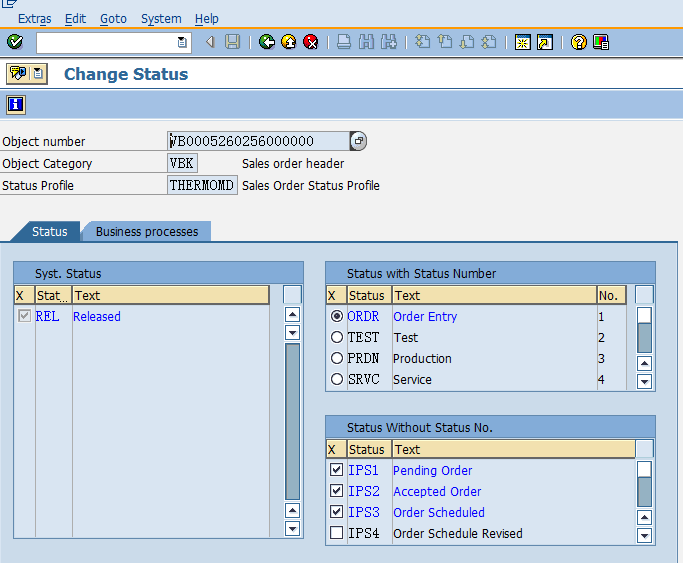 Extras Edit Goto System Help
Change Status
Object number VB0005260256000000
Object Category VBK Sales order header
Status Profile THERMOMD Sales Order Status Profile
Status Business processes
Syst. Status
X Stat.. Text
REL Released
Status with Status Number
X Status Text No.
ORDR Order Entry 1
TEST Test 2
PRDN Production 3
SRVC Service 4
Status Without Status No.
X Status Text
IPS1 Pending Order
IPS2 Accepted Order
IPS3 Order Scheduled
IPS4 Order Schedule Revised